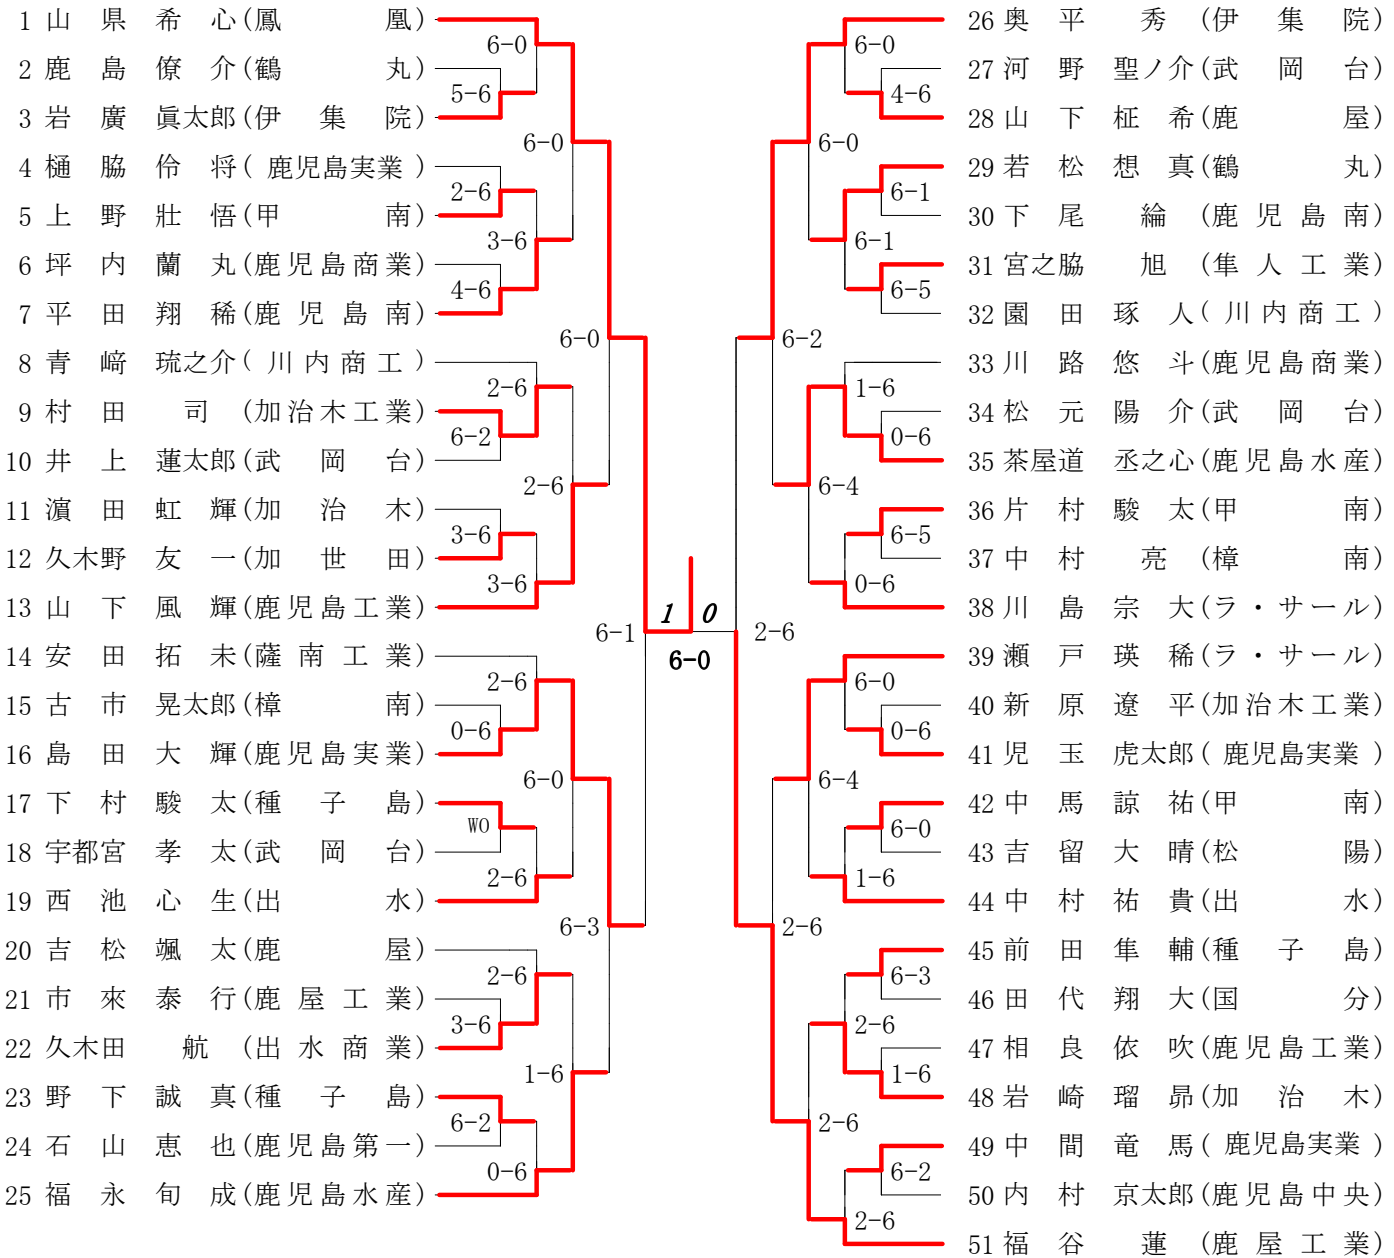 1 山県希心(鳳凰)
6-0
2 鹿島僚介(鶴丸)
5-6
3 岩廣眞太郎(伊集院)
6-0
4 樋脇伶将(鹿児島実業)
2-6
5 上野壯悟(甲南)
3-6
6 坪内蘭丸(鹿児島商業)
4-6
7 平田翔稀(鹿児島南)
6-0
8 青﨑琉之介(川内商工)
2-6
9 村田司(加治木工業)
6-2
10 井上蓮太郎(武岡台)
2-6
11 濵田虹輝(加治木)
3-6
12 久木野友一(加世田)
3-6
13 山下風輝(鹿児島工業)
6-1
14 安田拓未(薩南工業)
2-6
15 古市晃太郎(樟南)
0-6
16 島田大輝(鹿児島実業)
6-0
17 下村駿太(種子島)
WO
18 宇都宮孝太(武岡台)
2-6
19 西池心生(出水)
6-3
20 吉松颯太(鹿屋)
2-6
21 市來泰行(鹿屋工業)
3-6
22 久木田航(出水商業)
1-6
23 野下誠真(種子島)
6-2
24 石山恵也(鹿児島第一)
0-6
25 福永旬成(鹿児島水産)
1 0
6-0
26 奥平秀(伊集院)
6-0
27 河野聖ノ介(武岡台)
4-6
28 山下柾希(鹿屋)
6-0
29 若松想真(鶴丸)
6-1
30 下尾綸(鹿児島南)
6-1
31 宮之脇旭(隼人工業)
6-5
32 園田琢人(川内商工)
6-2
33 川路悠斗(鹿児島商業)
1-6
34 松元陽介(武岡台)
0-6
35 茶屋道丞之心(鹿児島水産)
6-4
36 片村駿太(甲南)
6-5
37 中村亮(樟南)
0-6
38 川島宗大(ラ・サール)
2-6
39 瀬戸瑛稀(ラ・サール)
6-0
40 新原遼平(加治木工業)
0-6
41 児玉虎太郎(鹿児島実業)
6-4
42 中馬諒祐(甲南)
6-0
43 吉留大晴(松陽)
1-6
44 中村祐貴(出水)
2-6
45 前田隼輔(種子島)
6-3
46 田代翔大(国分)
2-6
47 相良依吹(鹿児島工業)
1-6
48 岩崎瑠昴(加治木)
2-6
49 中間竜馬(鹿児島実業)
6-2
50 内村京太郎(鹿児島中央)
2-6
51 福谷蓮(鹿屋工業)